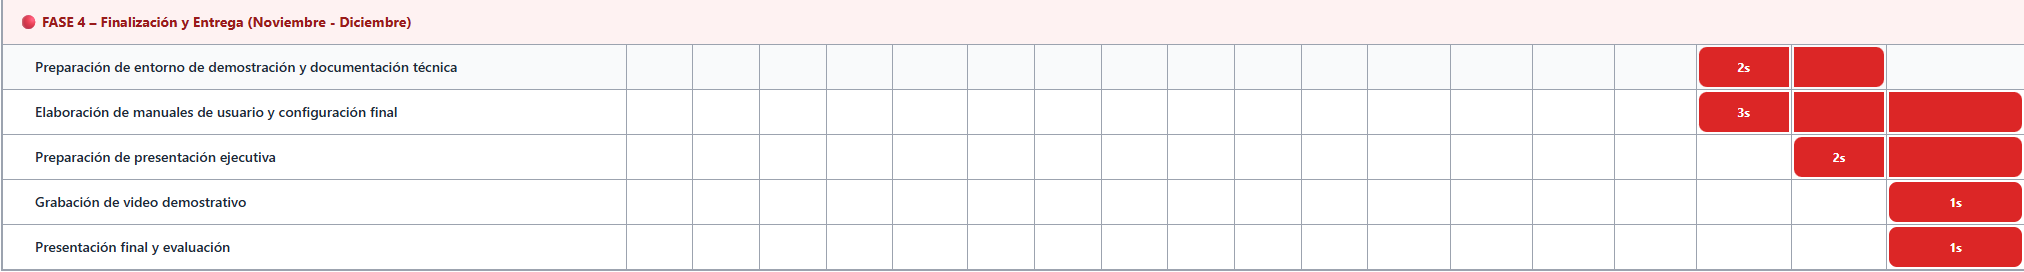 FASE 4 – Finalización y Entrega (Noviembre - Diciembre)
Preparación de entorno de demostración y documentación técnica 2s
Elaboración de manuales de usuario y configuración final 3s
Preparación de presentación ejecutiva 2s
Grabación de video demostrativo 1s
Presentación final y evaluación 1s